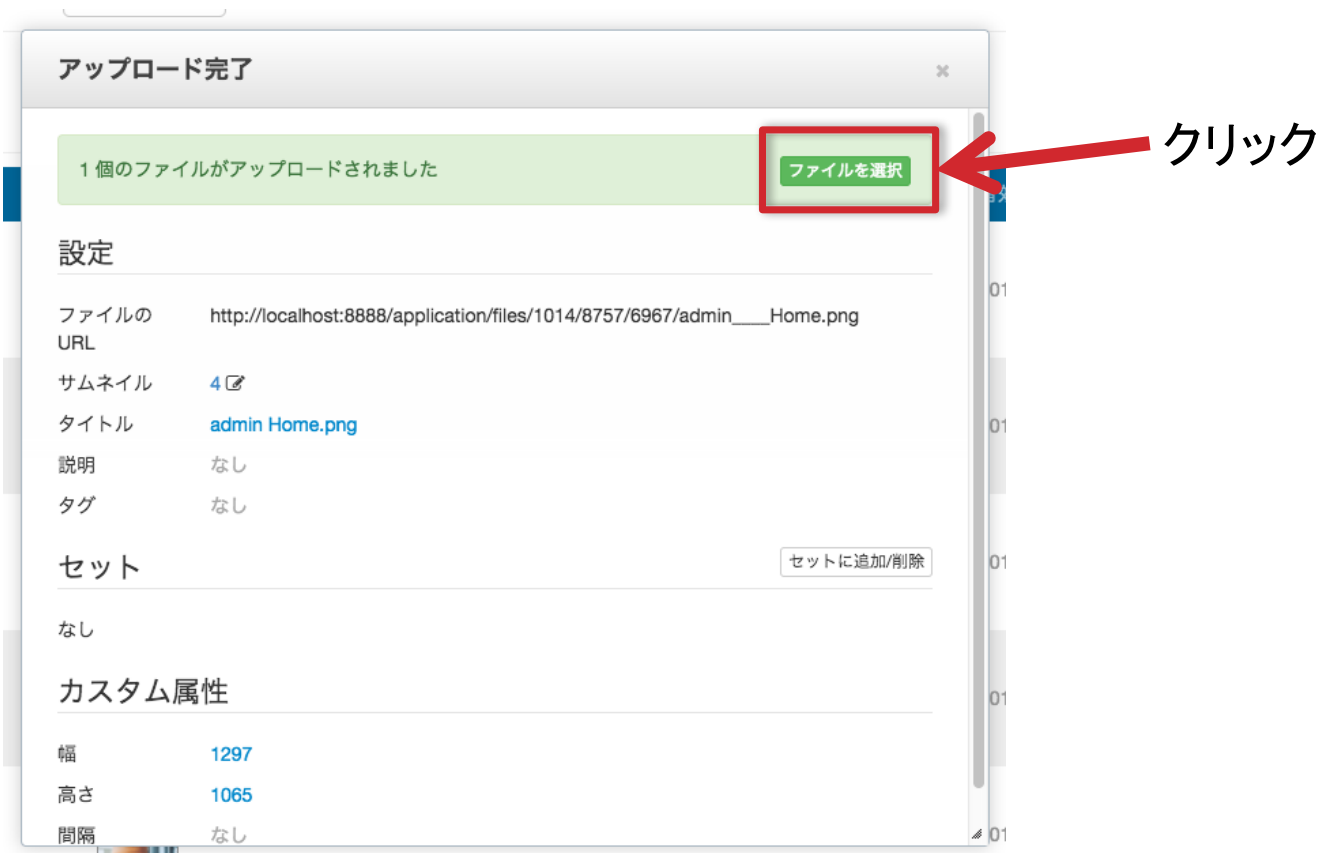 アップロード完了
×
クリック
1 個のファイルがアップロードされました
ファイルを選択
設定
ファイルの
URL
http://localhost:8888/application/files/1014/8757/6967/admin____Home.png
サムネイル
4
タイトル
admin Home.png
説明
なし
タグ
なし
セット
セットに追加/削除
なし
カスタム属性
幅
1297
高さ
1065
間隔
なし
01
01
01
01
01